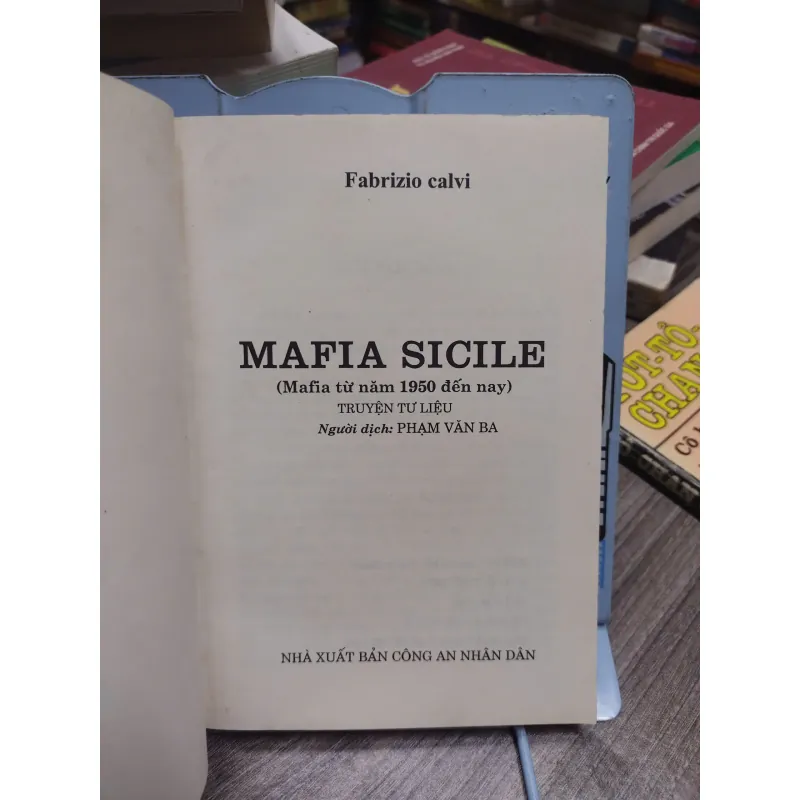 Fabrizio calvi
MAFIA SICILE
(Mafia từ năm 1950 đến nay)
TRUYỆN TƯ LIỆU
Người dịch: PHẠM VĂN BA
NHÀ XUẤT BẢN CÔNG AN NHÂN DÂN